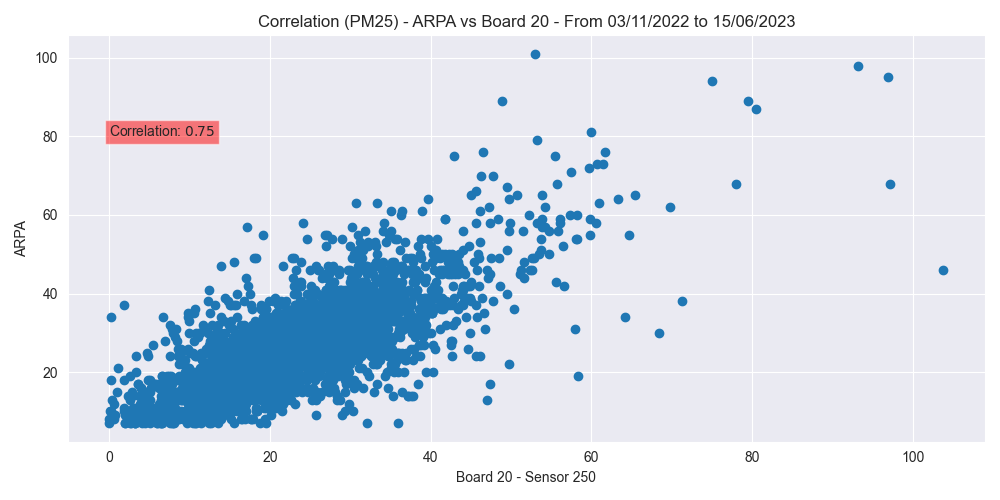 Correlation (PM25) - ARPA vs Board 20 - From 03/11/2022 to 15/06/2023
100
Correlation: 0.75
80
60
ARPA
40
20
0 20 40 60 80 100
Board 20 - Sensor 250